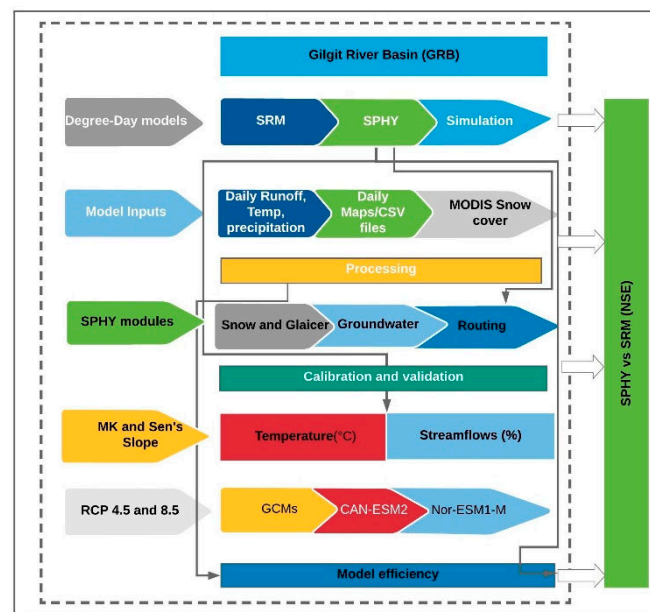 Gilgit River Basin (GRB)
Degree-Day models
SRM
SPHY
Simulation
Model Inputs
Daily Runoff,
Temp,
precipitation
Daily
Maps/CSV
files
MODIS Snow
cover
Processing
SPHY modules
Snow and Glaicer
Groundwater
Routing
Calibration and validation
MK and Sen's
Slope
Temperature(°C)
Streamflows (%)
RCP 4.5 and 8.5
GCMs
CAN-ESM2
Nor-ESM1-M
Model efficiency
SPHY vs SRM (NSE)